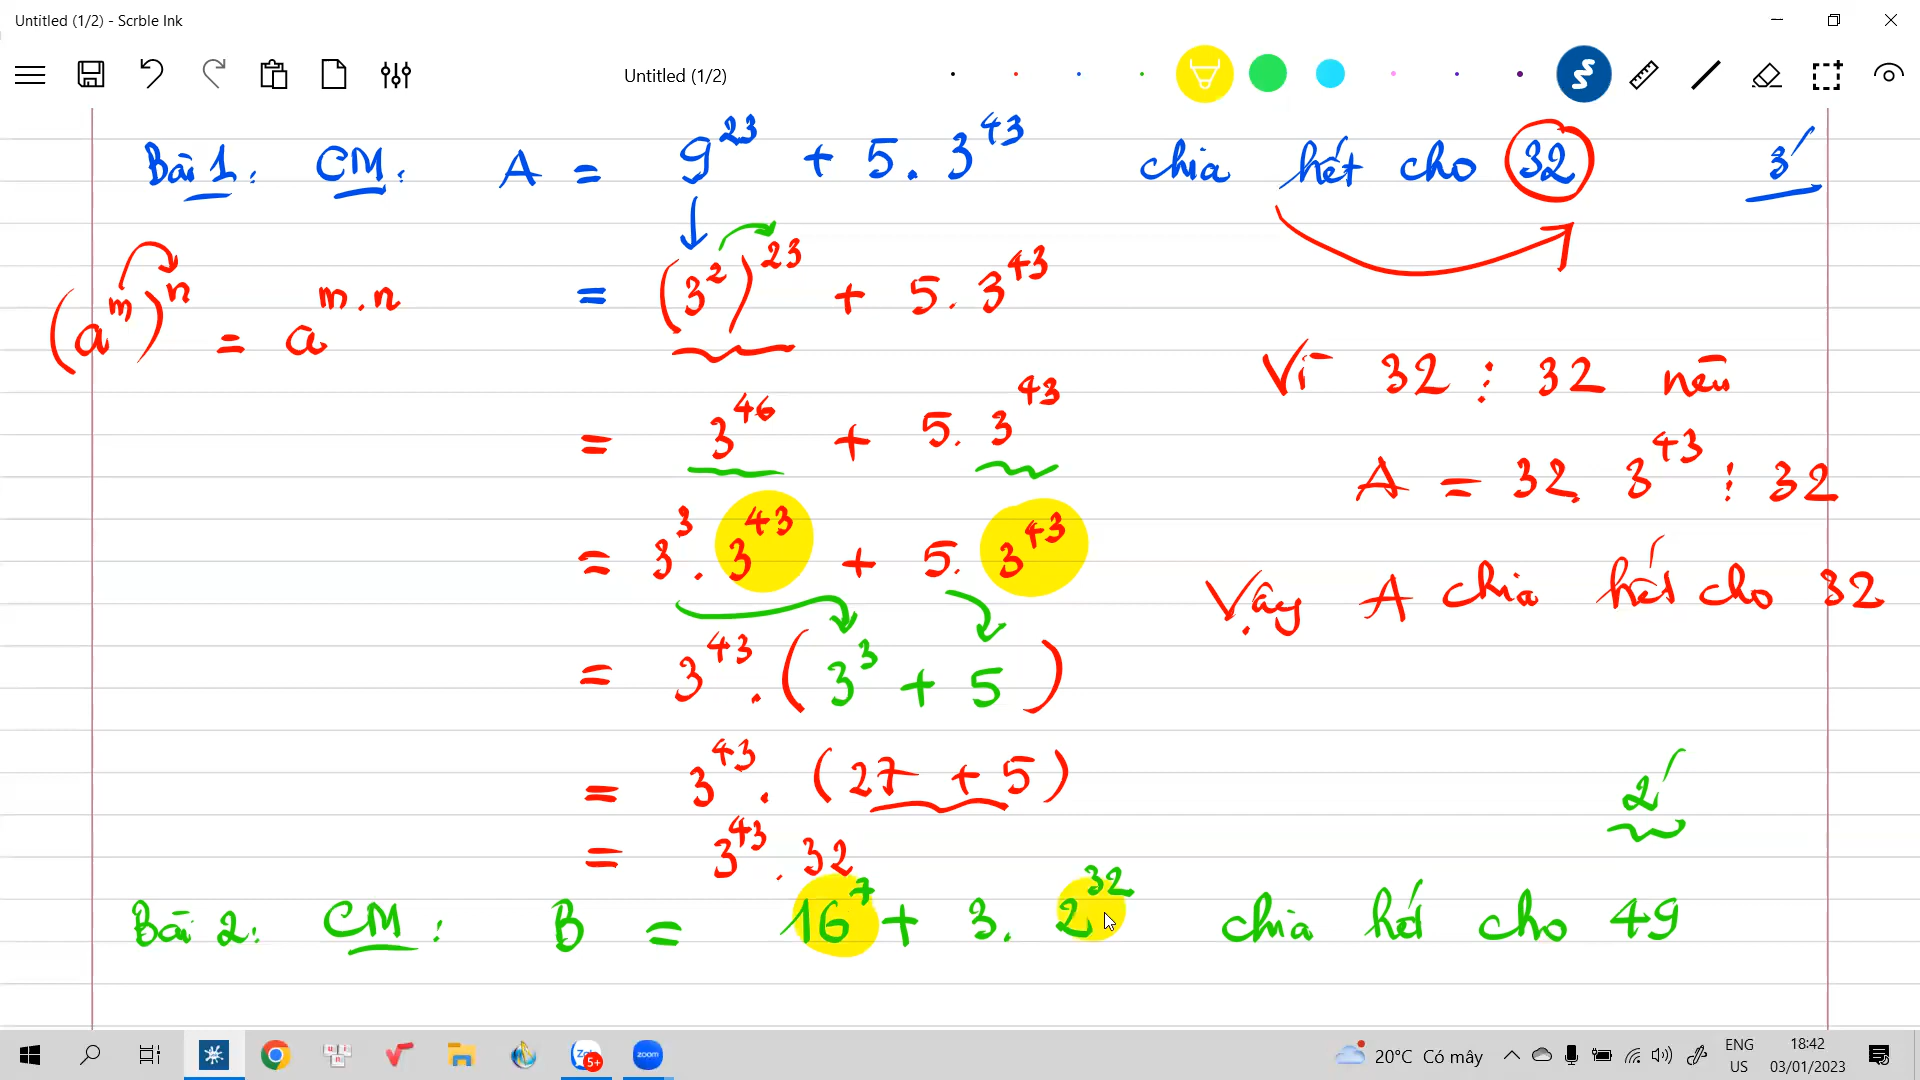 Untitled (1/2) - Scrble Ink
Untitled (1/2)
Bài 1: CM: A = 9^23 + 5.3^43 chia hết cho 32 3'
(a^m)^n = a^m.n
= (3^2)^23 + 5.3^43
= 3^46 + 5.3^43
= 3^3.3^43 + 5.3^43
= 3^43.(3^3 + 5)
= 3^43.(27 + 5)
= 3^43.32
Vì 32 ⋮ 32 nên
A = 32.3^43 ⋮ 32
Vậy A chia hết cho 32
2'
Bài 2: CM: B = 16^7 + 3.2^32 chia hết cho 49
zoom
5+
20°C Có mây
ENG
US
18:42
03/01/2023